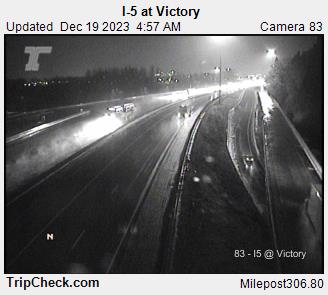 I-5 at Victory
Updated Dec 19 2023 4:57 AM Camera 83
N
83 - I5 @ Victory
TripCheck.com Milepost306.80